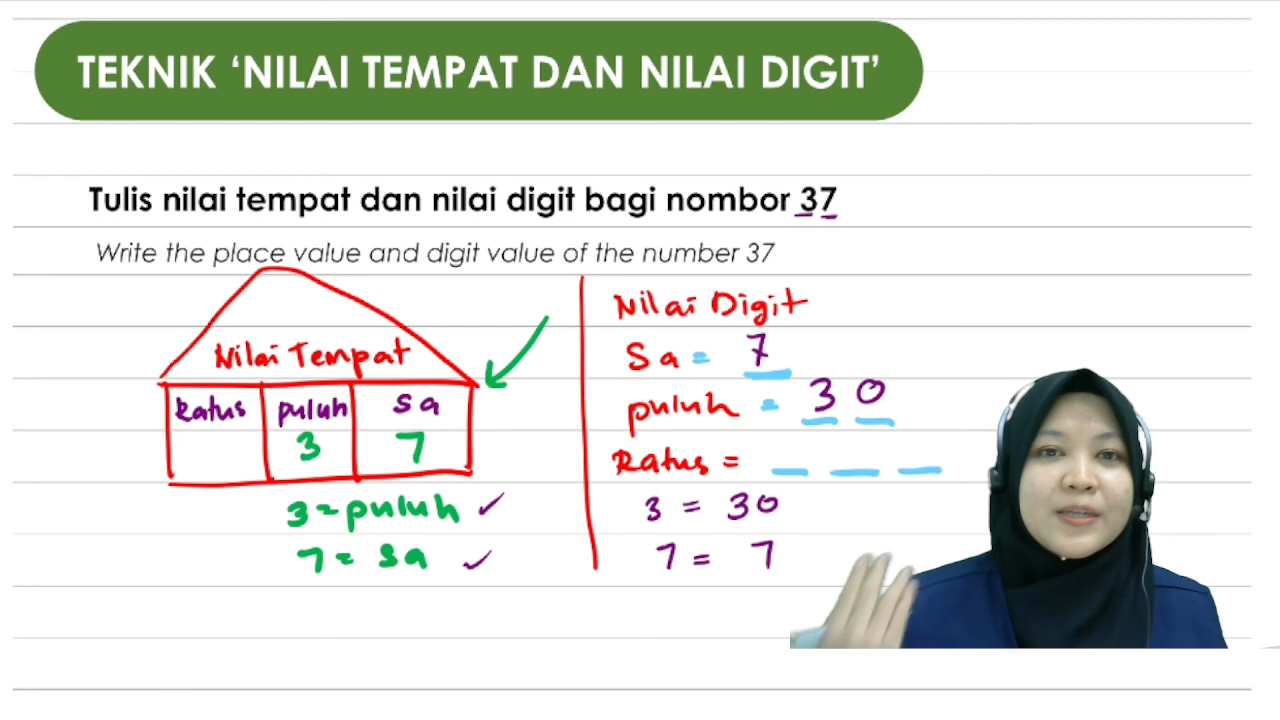 TEKNIK ‘NILAI TEMPAT DAN NILAI DIGIT’
Tulis nilai tempat dan nilai digit bagi nombor 37
Write the place value and digit value of the number 37
Nilai Tempat
Ratus puluh sa
3 7
3 = puluh ✓
7 = sa ✓
Nilai Digit
Sa = 7
puluh = 3 0
Ratus =
3 = 30
7 = 7